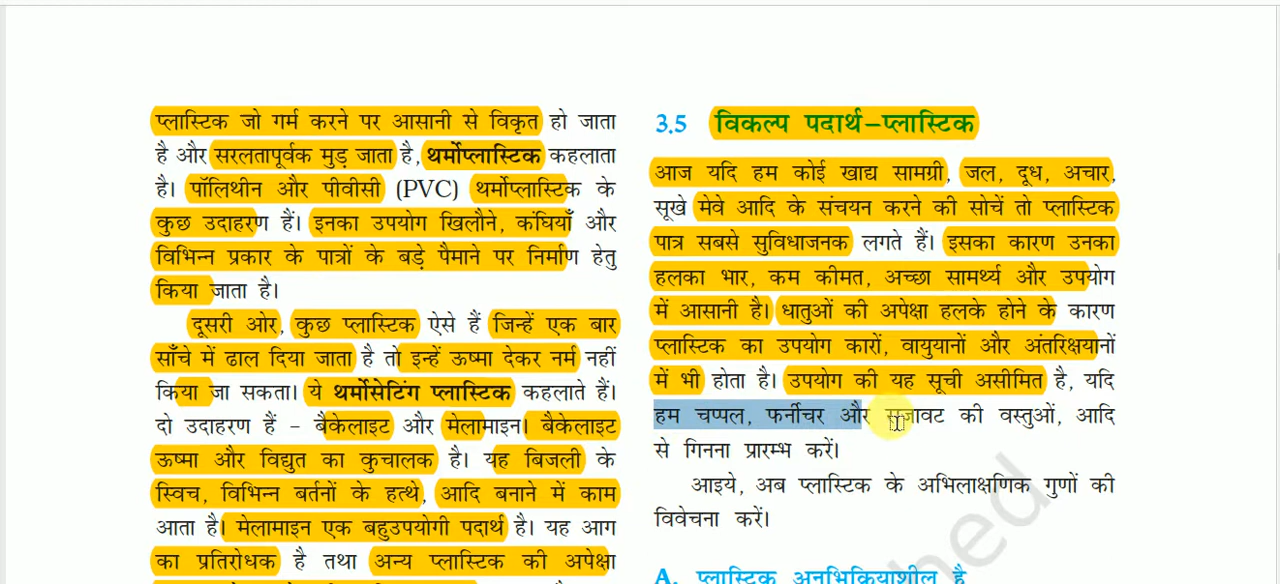 प्लास्टिक जो गर्म करने पर आसानी से विकृत हो जाता
है और सरलतापूर्वक मुड़ जाता है, थर्मोप्लास्टिक कहलाता
है। पॉलिथीन और पीवीसी (PVC) थर्मोप्लास्टिक के
कुछ उदाहरण हैं। इनका उपयोग खिलौने, कंघियाँ और
विभिन्न प्रकार के पात्रों के बड़े पैमाने पर निर्माण हेतु
किया जाता है।
दूसरी ओर, कुछ प्लास्टिक ऐसे हैं जिन्हें एक बार
साँचे में ढाल दिया जाता है तो इन्हें ऊष्मा देकर नर्म नहीं
किया जा सकता। ये थर्मोसेटिंग प्लास्टिक कहलाते हैं।
दो उदाहरण हैं – बैकेलाइट और मेलामाइन। बैकेलाइट
ऊष्मा और विद्युत का कुचालक है। यह बिजली के
स्विच, विभिन्न बर्तनों के हत्थे, आदि बनाने में काम
आता है। मेलामाइन एक बहुउपयोगी पदार्थ है। यह आग
का प्रतिरोधक है तथा अन्य प्लास्टिक की अपेक्षा
3.5 विकल्प पदार्थ–प्लास्टिक
आज यदि हम कोई खाद्य सामग्री, जल, दूध, अचार,
सूखे मेवे आदि के संचयन करने की सोचें तो प्लास्टिक
पात्र सबसे सुविधाजनक लगते हैं। इसका कारण उनका
हलका भार, कम कीमत, अच्छा सामर्थ्य और उपयोग
में आसानी है। धातुओं की अपेक्षा हलके होने के कारण
प्लास्टिक का उपयोग कारों, वायुयानों और अंतरिक्षयानों
में भी होता है। उपयोग की यह सूची असीमित है, यदि
हम चप्पल, फर्नीचर और सजावट की वस्तुओं, आदि
से गिनना प्रारम्भ करें।
आइये, अब प्लास्टिक के अभिलाक्षणिक गुणों की
विवेचना करें।
A. प्लास्टिक अनभिक्रियाशील है